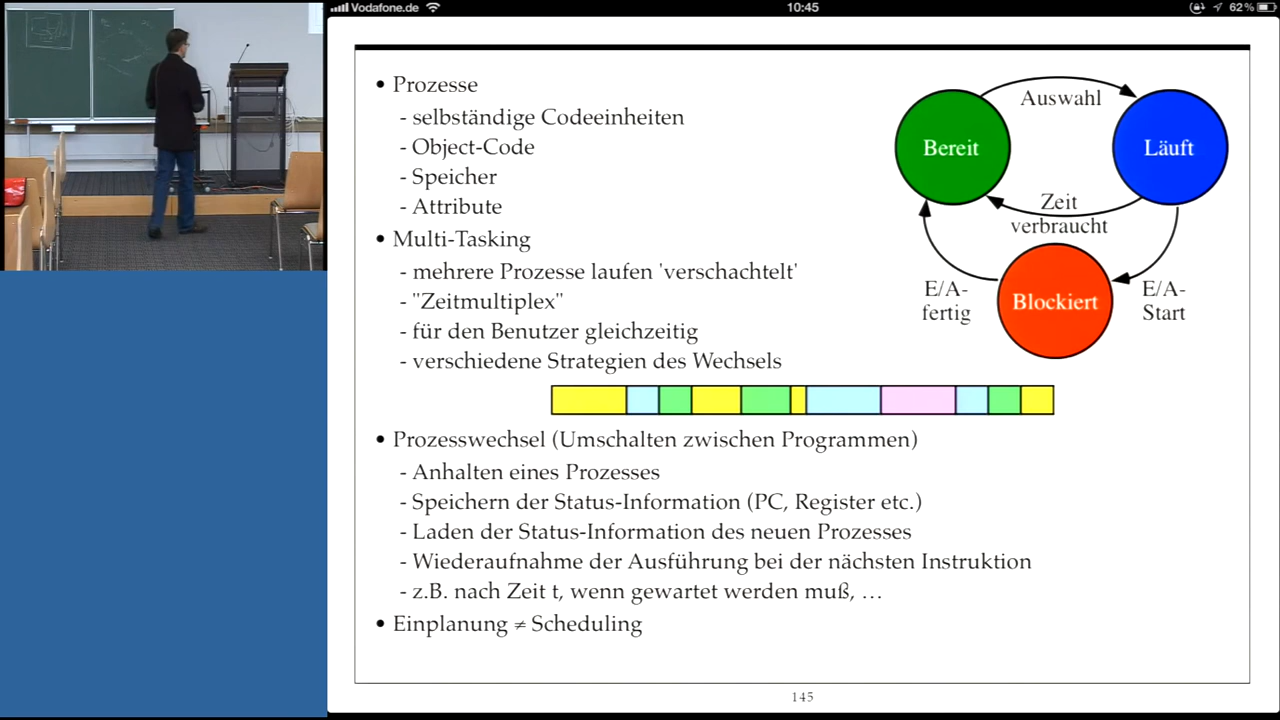 Vodafone.de
10:45
62%
• Prozesse
- selbständige Codeeinheiten
- Object-Code
- Speicher
- Attribute
• Multi-Tasking
- mehrere Prozesse laufen 'verschachtelt'
- "Zeitmultiplex"
- für den Benutzer gleichzeitig
- verschiedene Strategien des Wechsels
Auswahl
Bereit
Läuft
Zeit
verbraucht
E/A-
fertig
Blockiert
E/A-
Start
• Prozesswechsel (Umschalten zwischen Programmen)
- Anhalten eines Prozesses
- Speichern der Status-Information (PC, Register etc.)
- Laden der Status-Information des neuen Prozesses
- Wiederaufnahme der Ausführung bei der nächsten Instruktion
- z.B. nach Zeit t, wenn gewartet werden muß, …
• Einplanung ≠ Scheduling
145